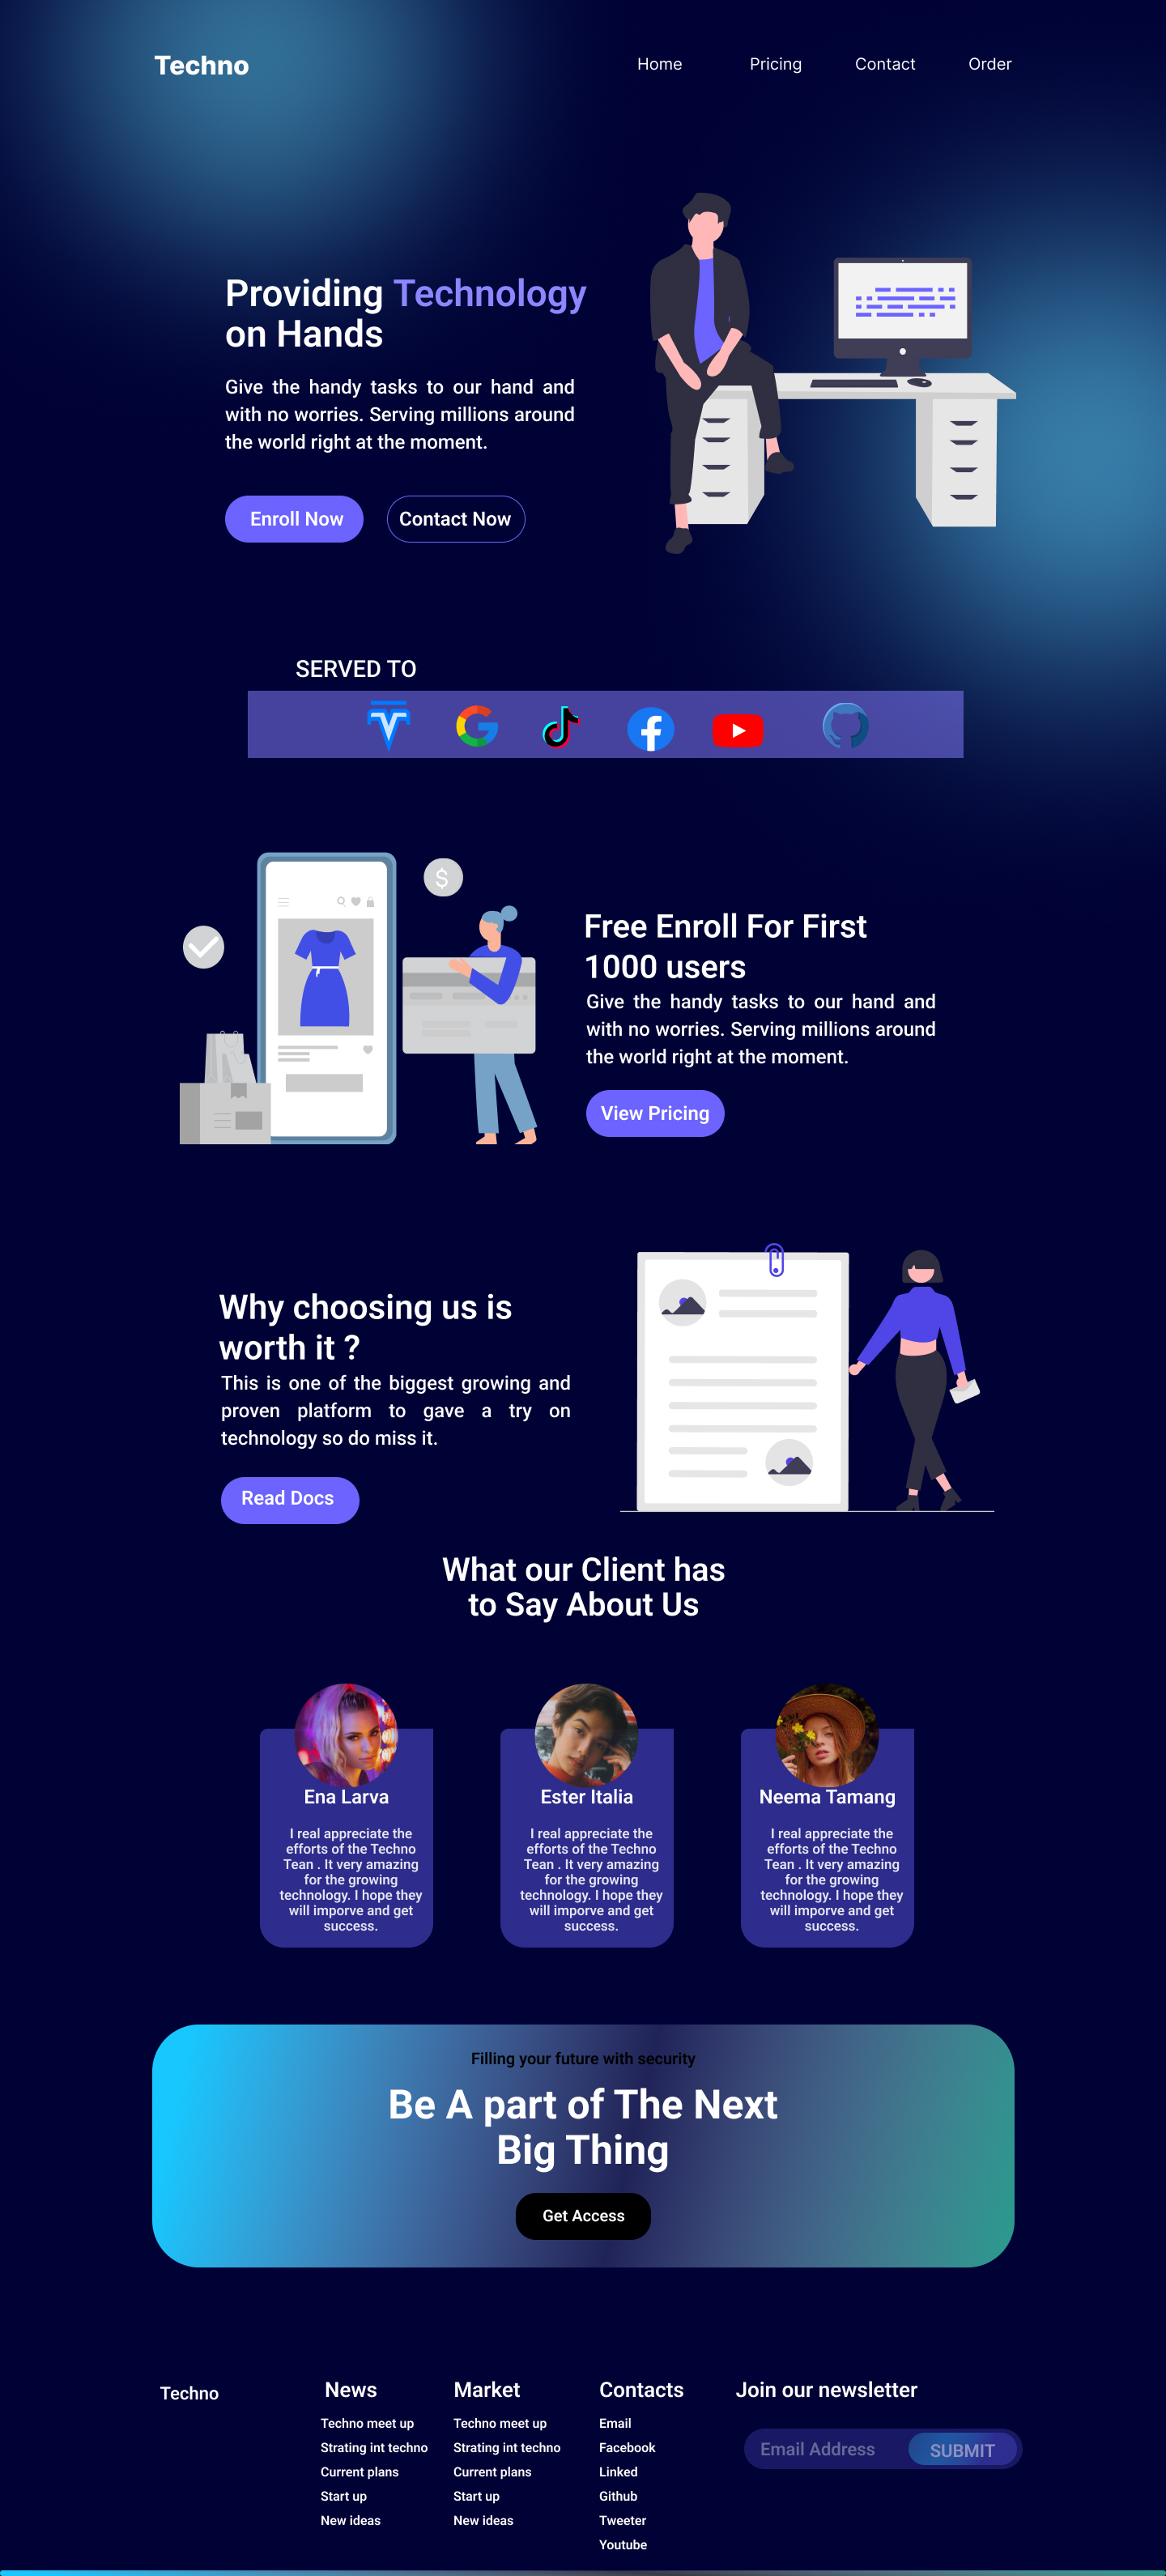 Techno
Home
Pricing
Contact
Order
Providing Technology
on Hands
Give the handy tasks to our hand and
with no worries. Serving millions around
the world right at the moment.
Enroll Now
Contact Now
SERVED TO
$
Free Enroll For First
1000 users
Give the handy tasks to our hand and
with no worries. Serving millions around
the world right at the moment.
View Pricing
Why choosing us is
worth it ?
This is one of the biggest growing and
proven platform to gave a try on
technology so do miss it.
Read Docs
What our Client has
to Say About Us
Ena Larva
I real appreciate the
efforts of the Techno
Tean . It very amazing
for the growing
technology. I hope they
will imporve and get
success.
Ester Italia
I real appreciate the
efforts of the Techno
Tean . It very amazing
for the growing
technology. I hope they
will imporve and get
success.
Neema Tamang
I real appreciate the
efforts of the Techno
Tean . It very amazing
for the growing
technology. I hope they
will imporve and get
success.
Filling your future with security
Be A part of The Next
Big Thing
Get Access
Techno
News
Techno meet up
Strating int techno
Current plans
Start up
New ideas
Market
Techno meet up
Strating int techno
Current plans
Start up
New ideas
Contacts
Email
Facebook
Linked
Github
Tweeter
Youtube
Join our newsletter
Email Address
SUBMIT